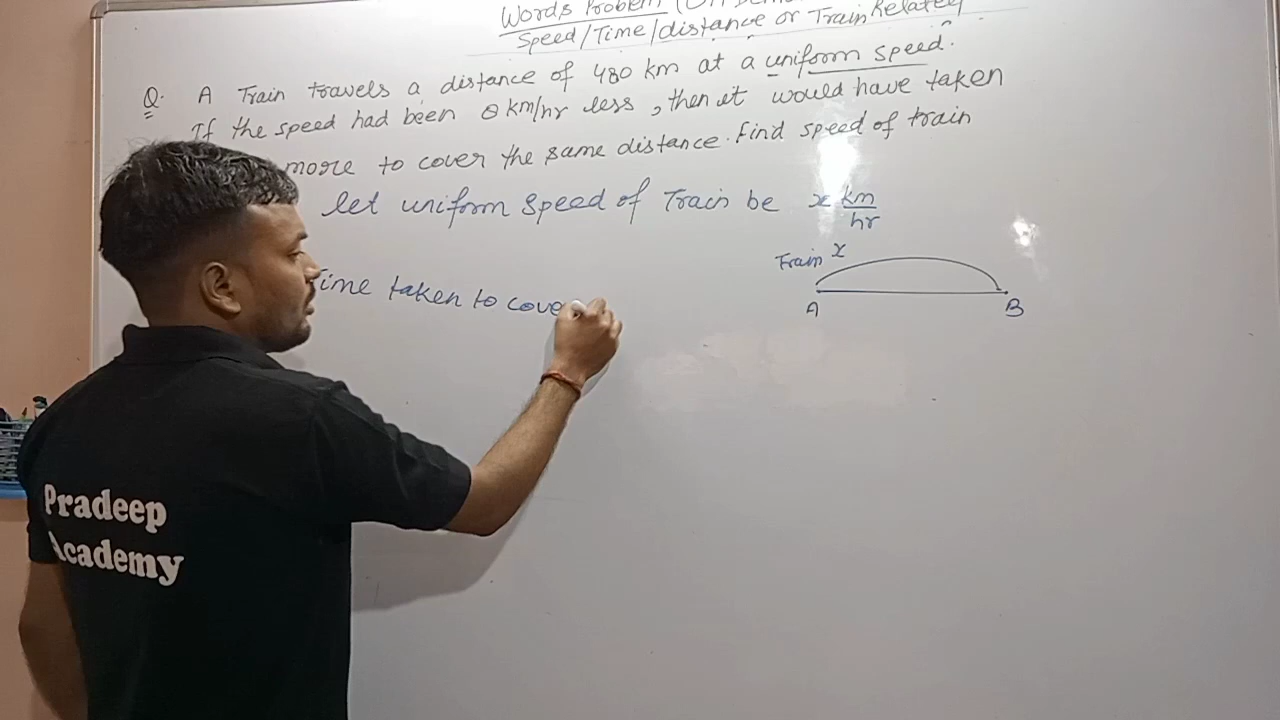 Words Problem
Speed/Time/distance or Train Related
Q. A Train travels a distance of 480 km at a uniform speed.
If the speed had been 8 km/hr less, then it would have taken
more to cover the same distance. Find speed of train
let uniform speed of Train be x km/hr
Train x
A B
Time taken to cove
Pradeep
Academy